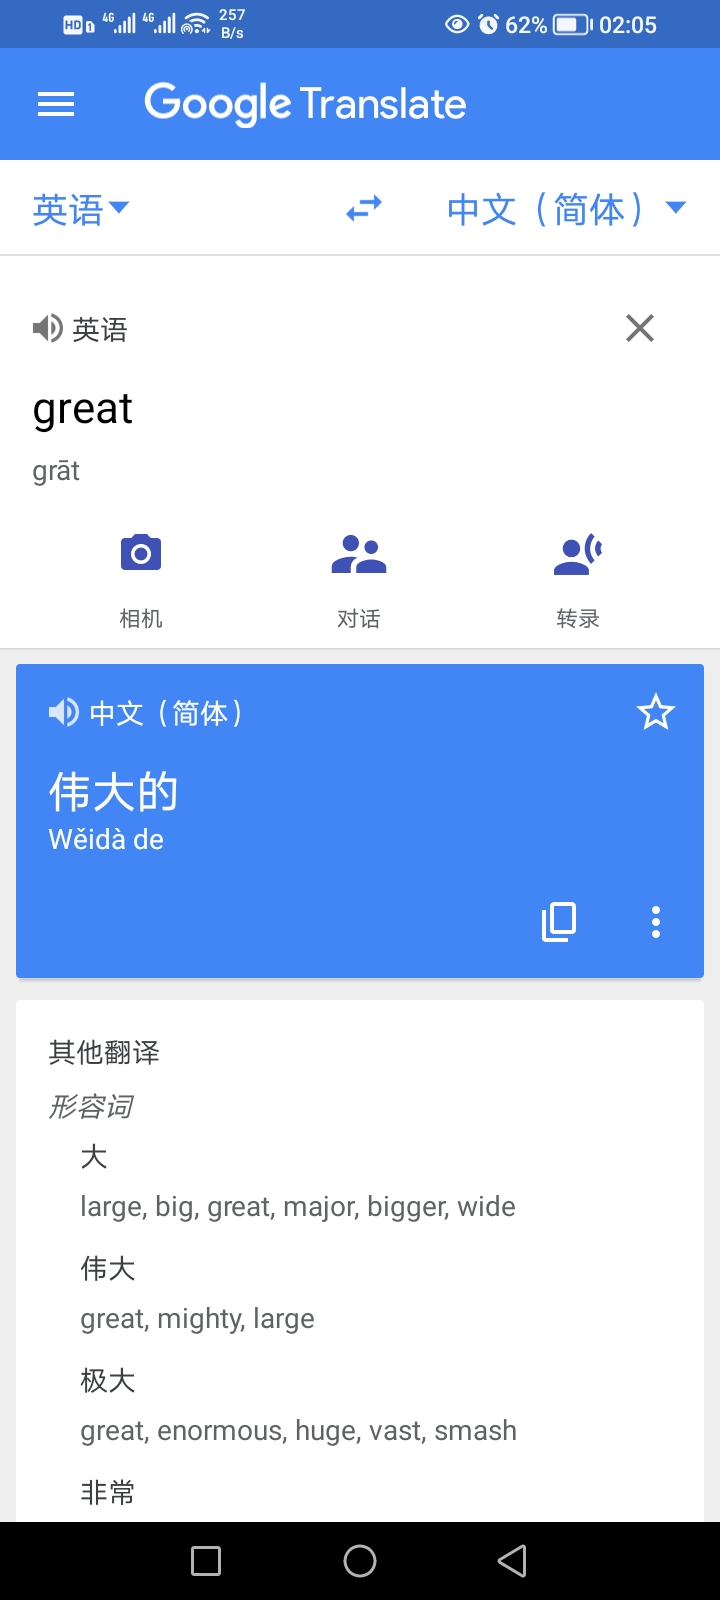 HD 1 4G 4G 257 B/s 62% 02:05
Google Translate
英语 中文（简体）
英语
great
grāt
相机 对话 转录
中文（简体）
伟大的
Wěidà de
其他翻译
形容词
大
large, big, great, major, bigger, wide
伟大
great, mighty, large
极大
great, enormous, huge, vast, smash
非常